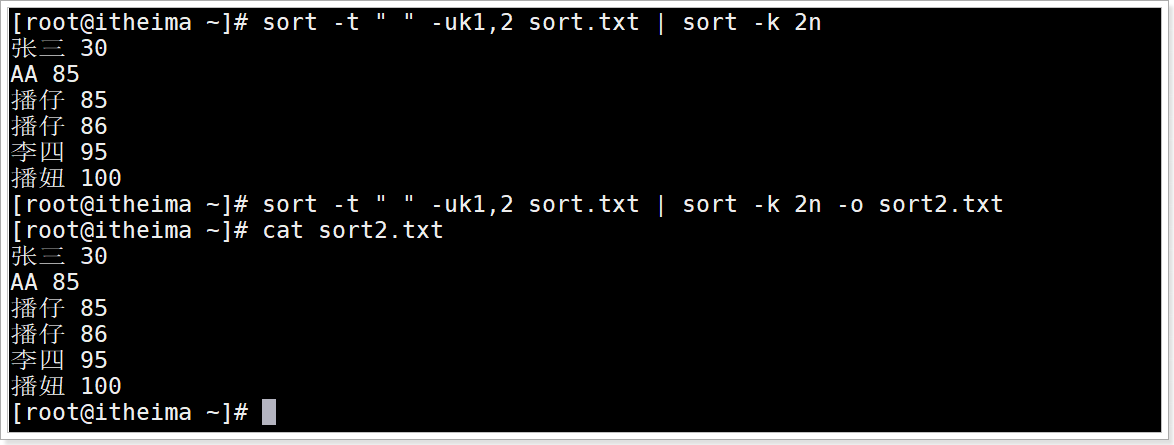 [root@itheima ~]# sort -t " " -uk1,2 sort.txt | sort -k 2n
张三 30
AA 85
播仔 85
播仔 86
李四 95
播妞 100
[root@itheima ~]# sort -t " " -uk1,2 sort.txt | sort -k 2n -o sort2.txt
[root@itheima ~]# cat sort2.txt
张三 30
AA 85
播仔 85
播仔 86
李四 95
播妞 100
[root@itheima ~]#